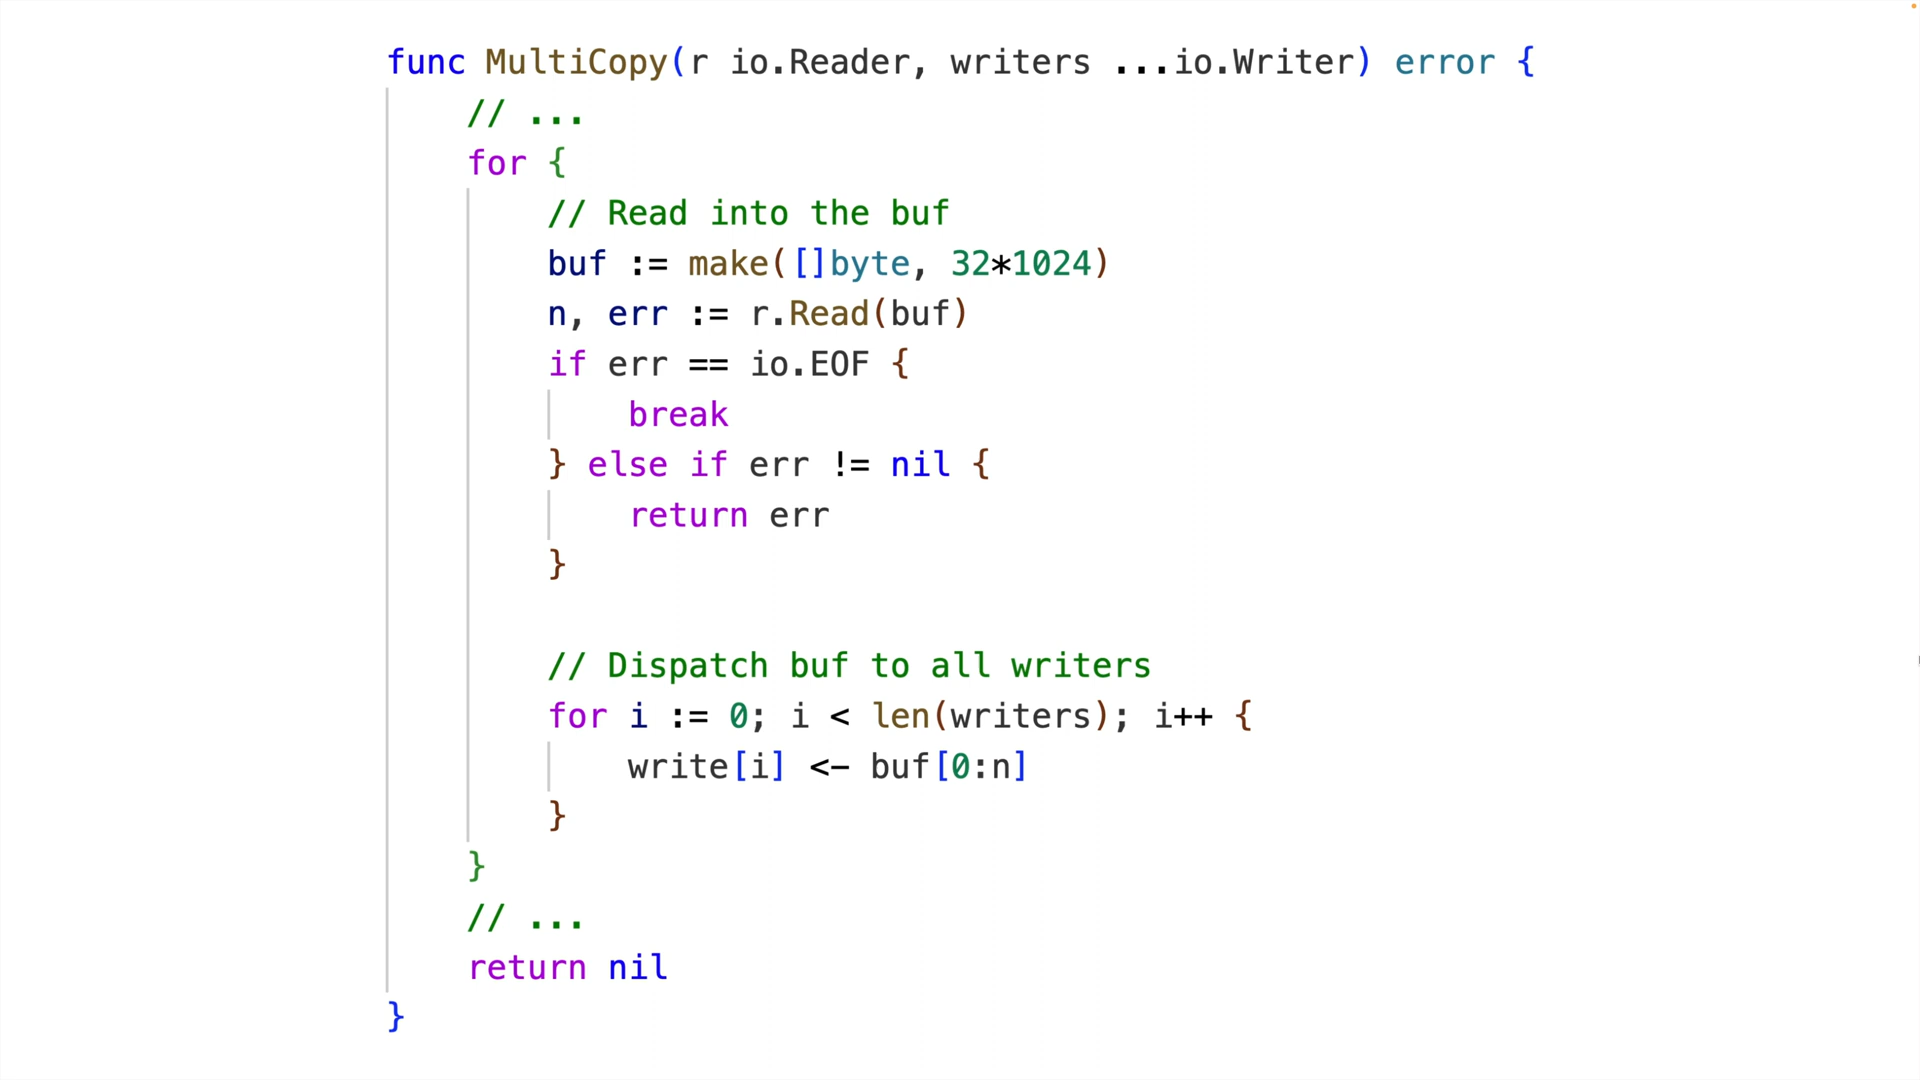 func MultiCopy(r io.Reader, writers ...io.Writer) error {
    // ...
    for {
        // Read into the buf
        buf := make([]byte, 32*1024)
        n, err := r.Read(buf)
        if err == io.EOF {
            break
        } else if err != nil {
            return err
        }

        // Dispatch buf to all writers
        for i := 0; i < len(writers); i++ {
            write[i] <- buf[0:n]
        }
    }
    // ...
    return nil
}